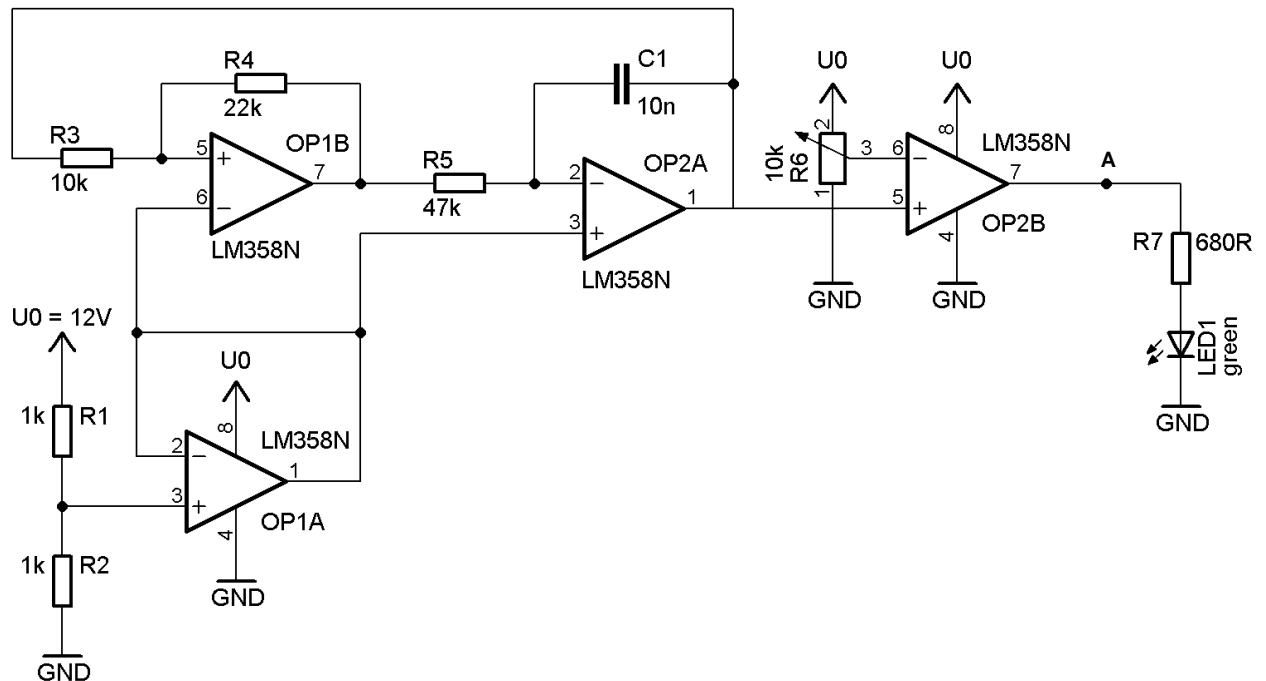 R4
22k
R3
10k
5
+
6
−
7
OP1B
LM358N
R5
47k
C1
10n
2
−
3
+
1
OP2A
LM358N
U0
2
10k
R6
3
1
GND
U0
8
6
−
5
+
7
4
LM358N
OP2B
GND
A
R7
680R
LED1
green
GND
U0 = 12V
1k
R1
1k
R2
GND
U0
8
2
−
3
+
1
4
LM358N
OP1A
GND